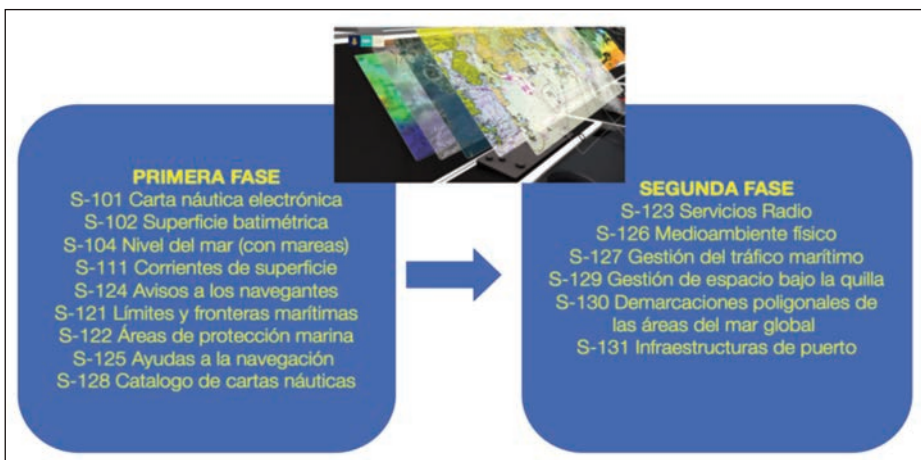 PRIMERA FASE
S-101 Carta náutica electrónica
S-102 Superficie batimétrica
S-104 Nivel del mar (con mareas)
S-111 Corrientes de superficie
S-124 Avisos a los navegantes
S-121 Límites y fronteras marítimas
S-122 Áreas de protección marina
S-125 Ayudas a la navegación
S-128 Catalogo de cartas náuticas
SEGUNDA FASE
S-123 Servicios Radio
S-126 Medioambiente físico
S-127 Gestión del tráfico marítimo
S-129 Gestión de espacio bajo la quilla
S-130 Demarcaciones poligonales de
las áreas del mar global
S-131 Infraestructuras de puerto